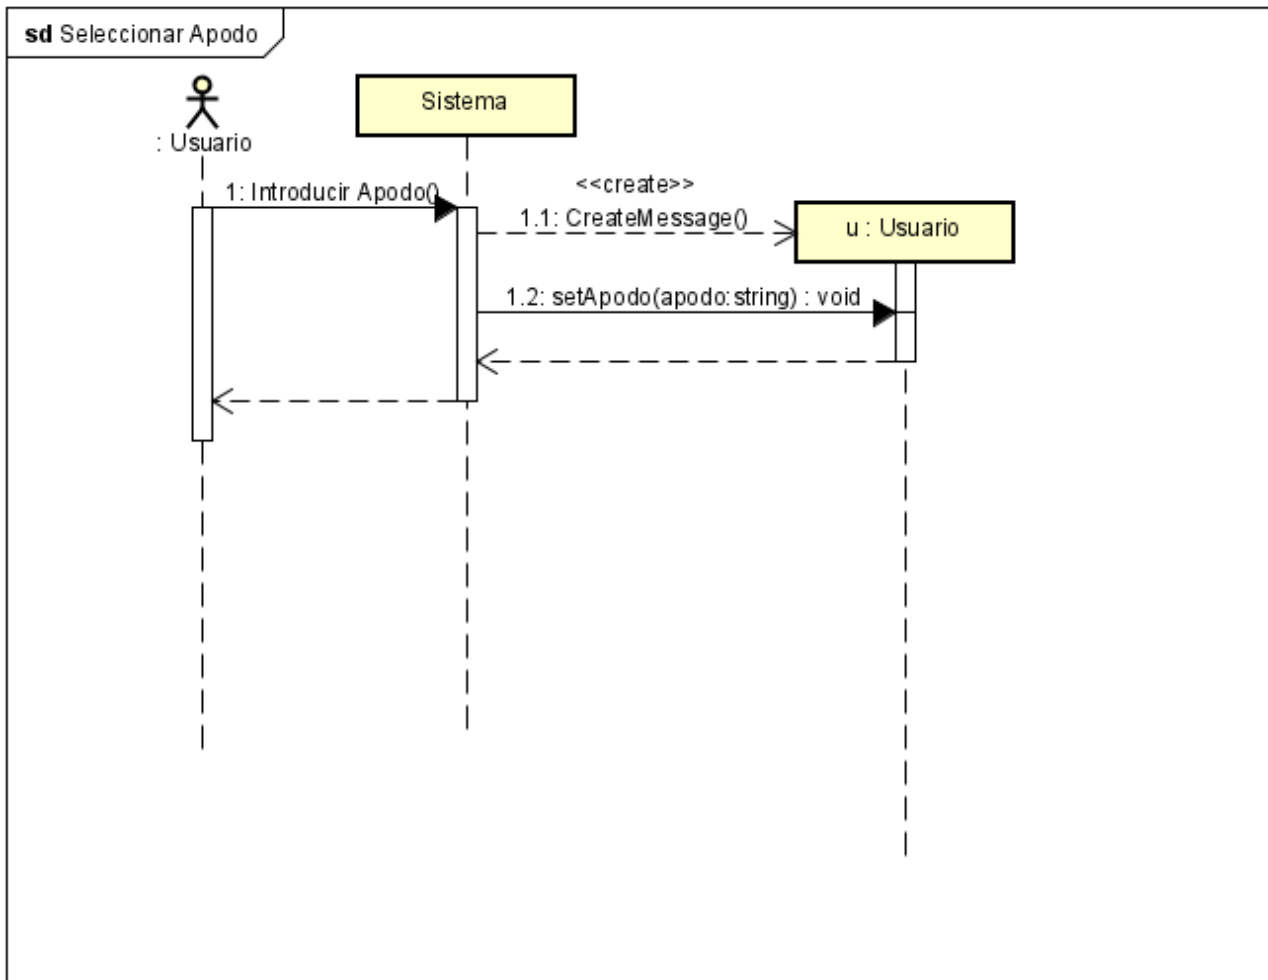 sd Seleccionar Apodo
: Usuario
Sistema
1: Introducir Apodo()
<<create>>
1.1: CreateMessage()
u : Usuario
1.2: setApodo(apodo:string) : void